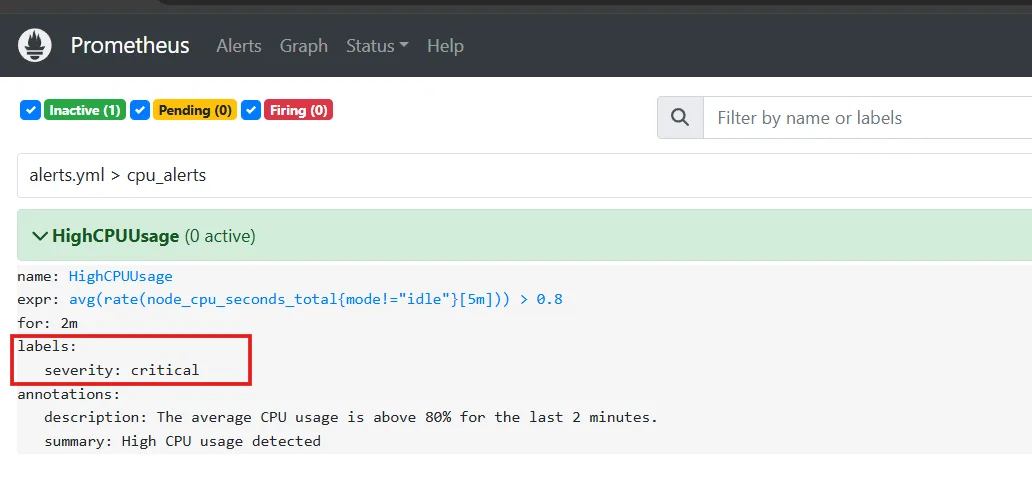 Prometheus Alerts Graph Status Help
Inactive (1) Pending (0) Firing (0)
Filter by name or labels
alerts.yml > cpu_alerts
HighCPUUsage (0 active)
name: HighCPUUsage
expr: avg(rate(node_cpu_seconds_total{mode!="idle"}[5m])) > 0.8
for: 2m
labels:
severity: critical
annotations:
description: The average CPU usage is above 80% for the last 2 minutes.
summary: High CPU usage detected